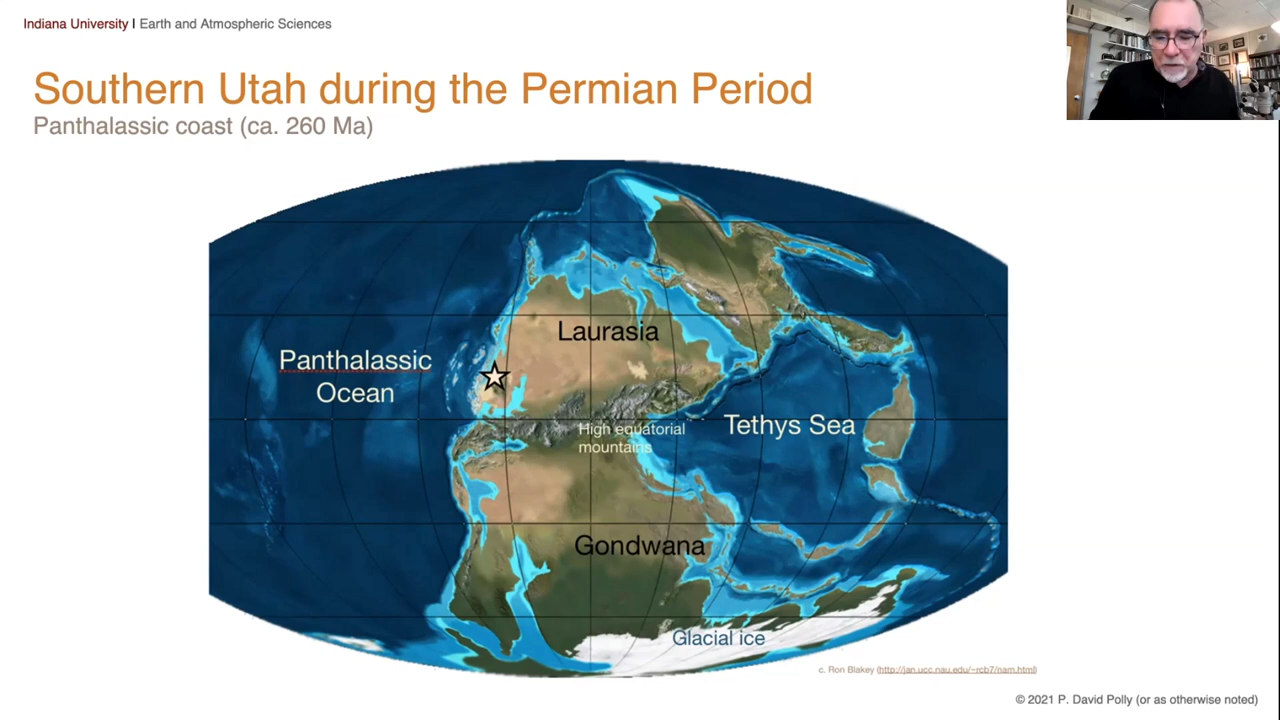 Indiana University | Earth and Atmospheric Sciences
Southern Utah during the Permian Period
Panthalassic coast (ca. 260 Ma)
Laurasia
Panthalassic
Ocean
Tethys Sea
High equatorial
mountains
Gondwana
Glacial ice
c. Ron Blakey (http://jan.ucc.nau.edu/~rcb7/nam.html)
© 2021 P. David Polly (or as otherwise noted)